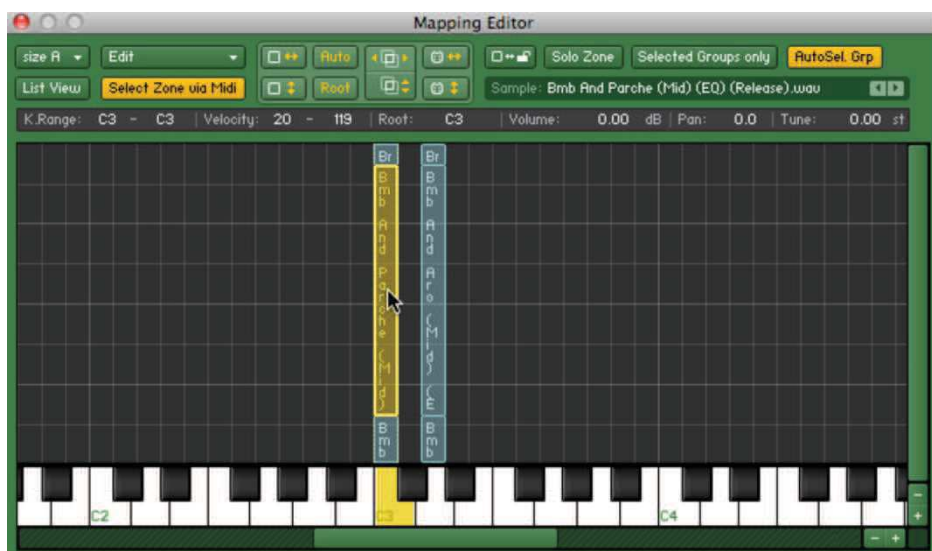 Mapping Editor
size A Edit Auto Solo Zone Selected Groups only AutoSel. Grp
List View Select Zone via Midi Root Sample: Bmb And Parche (Mid) (EQ) (Release).wav
K.Range: C3 - C3 | Velocity: 20 - 119 | Root: C3 | Volume: 0.00 dB | Pan: 0.0 | Tune: 0.00 st
Br Br
Bmb And Parche (Mid)
Bmb And Aro (Mid) (E
Bmb Bmb
C2 C3 C4